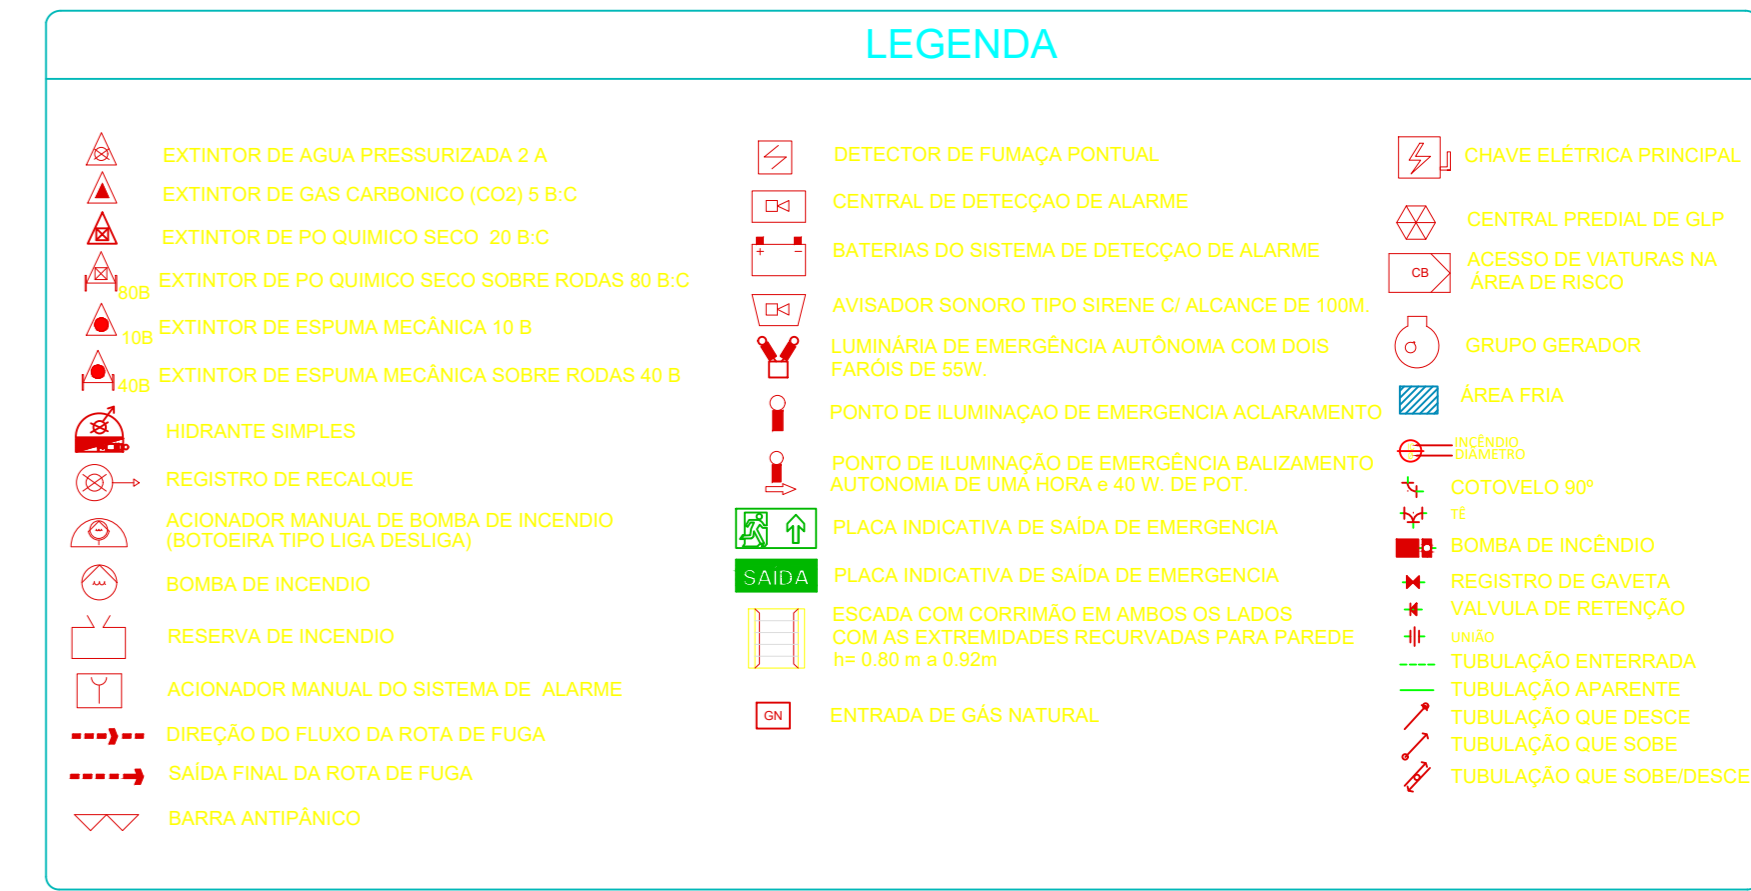 LEGENDA
EXTINTOR DE AGUA PRESSURIZADA 2 A
EXTINTOR DE GAS CARBONICO (CO2) 5 B:C
EXTINTOR DE PO QUIMICO SECO 20 B:C
80B EXTINTOR DE PO QUIMICO SECO SOBRE RODAS 80 B:C
10B EXTINTOR DE ESPUMA MECÂNICA 10 B
40B EXTINTOR DE ESPUMA MECÂNICA SOBRE RODAS 40 B
HIDRANTE SIMPLES
REGISTRO DE RECALQUE
ACIONADOR MANUAL DE BOMBA DE INCENDIO
(BOTOEIRA TIPO LIGA DESLIGA)
BOMBA DE INCENDIO
RESERVA DE INCENDIO
ACIONADOR MANUAL DO SISTEMA DE ALARME
DIREÇÃO DO FLUXO DA ROTA DE FUGA
SAÍDA FINAL DA ROTA DE FUGA
BARRA ANTIPÂNICO
DETECTOR DE FUMAÇA PONTUAL
CENTRAL DE DETECÇAO DE ALARME
+ − BATERIAS DO SISTEMA DE DETECÇAO DE ALARME
AVISADOR SONORO TIPO SIRENE C/ ALCANCE DE 100M.
LUMINÁRIA DE EMERGÊNCIA AUTÔNOMA COM DOIS
FARÓIS DE 55W.
PONTO DE ILUMINAÇAO DE EMERGENCIA ACLARAMENTO
PONTO DE ILUMINAÇÃO DE EMERGÊNCIA BALIZAMENTO
AUTONOMIA DE UMA HORA e 40 W. DE POT.
PLACA INDICATIVA DE SAÍDA DE EMERGENCIA
SAIDA PLACA INDICATIVA DE SAÍDA DE EMERGENCIA
ESCADA COM CORRIMÃO EM AMBOS OS LADOS
COM AS EXTREMIDADES RECURVADAS PARA PAREDE
h= 0.80 m a 0.92m
GN ENTRADA DE GÁS NATURAL
CHAVE ELÉTRICA PRINCIPAL
CENTRAL PREDIAL DE GLP
CB ACESSO DE VIATURAS NA
ÁREA DE RISCO
GRUPO GERADOR
ÁREA FRIA
INCÊNDIO
DIÂMETRO
COTOVELO 90º
TÊ
BOMBA DE INCÊNDIO
REGISTRO DE GAVETA
VALVULA DE RETENÇÃO
UNIÃO
TUBULAÇÃO ENTERRADA
TUBULAÇÃO APARENTE
TUBULAÇÃO QUE DESCE
TUBULAÇÃO QUE SOBE
TUBULAÇÃO QUE SOBE/DESCE